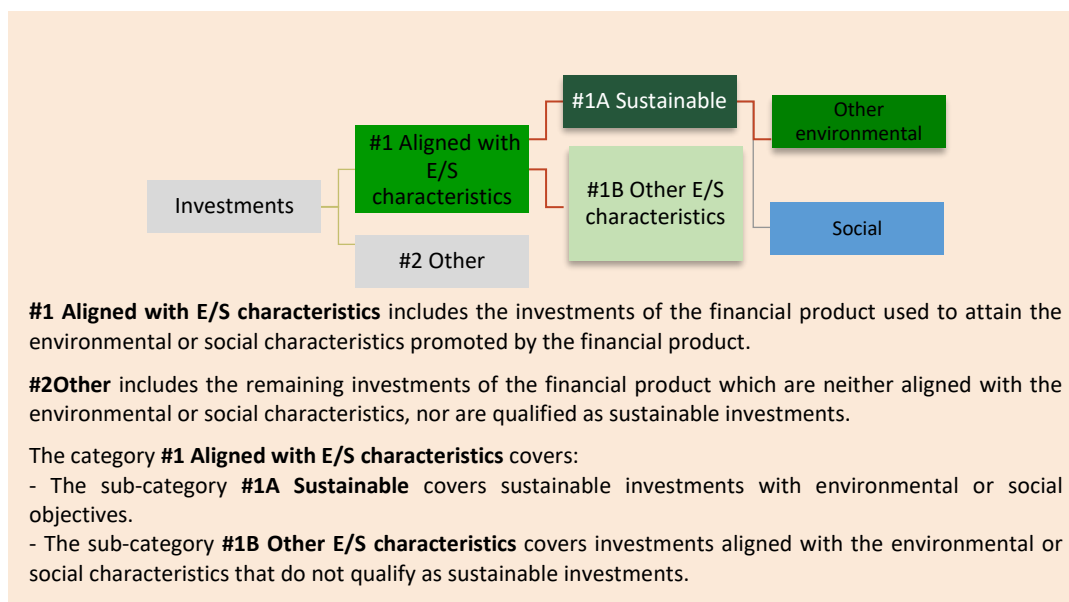 #1A Sustainable
Other
environmental
#1 Aligned with
E/S
characteristics
#1B Other E/S
characteristics
Investments
Social
#2 Other
#1 Aligned with E/S characteristics includes the investments of the financial product used to attain the
environmental or social characteristics promoted by the financial product.
#2Other includes the remaining investments of the financial product which are neither aligned with the
environmental or social characteristics, nor are qualified as sustainable investments.
The category #1 Aligned with E/S characteristics covers:
- The sub-category #1A Sustainable covers sustainable investments with environmental or social
objectives.
- The sub-category #1B Other E/S characteristics covers investments aligned with the environmental or
social characteristics that do not qualify as sustainable investments.